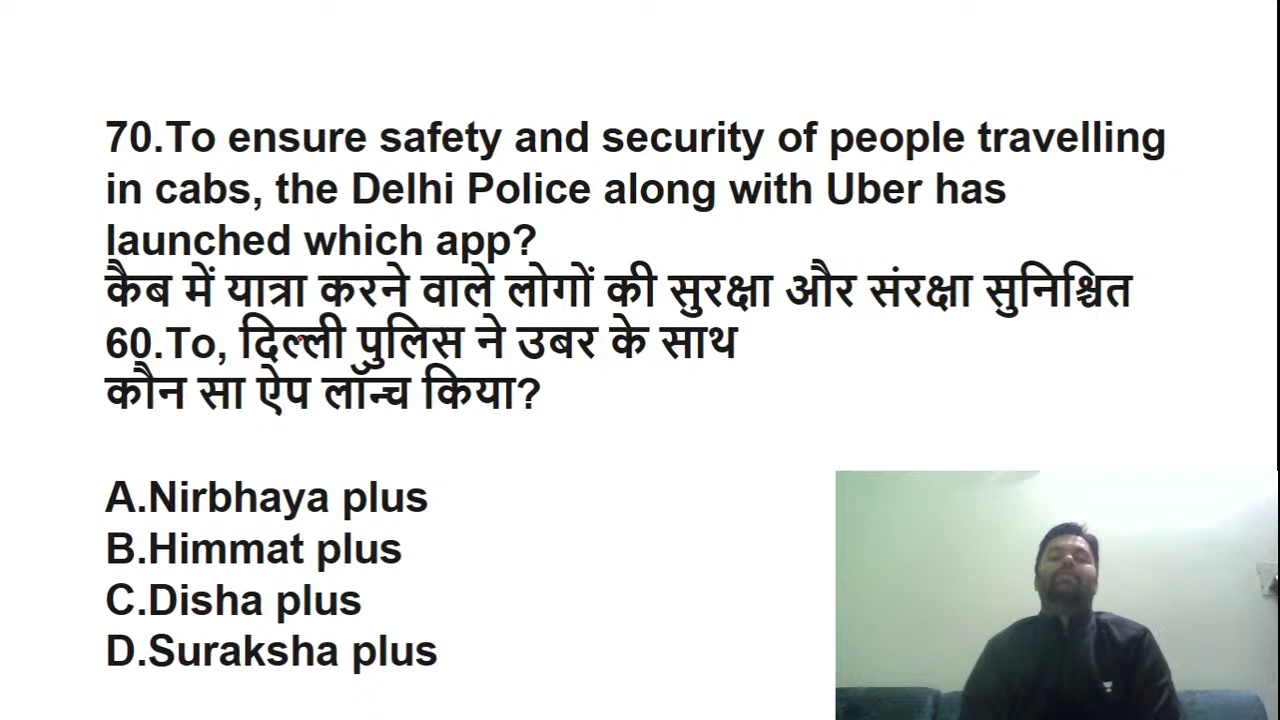 70.To ensure safety and security of people travelling
in cabs, the Delhi Police along with Uber has
launched which app?
कैब में यात्रा करने वाले लोगों की सुरक्षा और संरक्षा सुनिश्चित
60.To, दिल्ली पुलिस ने उबर के साथ
कौन सा ऐप लॉन्च किया?
A.Nirbhaya plus
B.Himmat plus
C.Disha plus
D.Suraksha plus